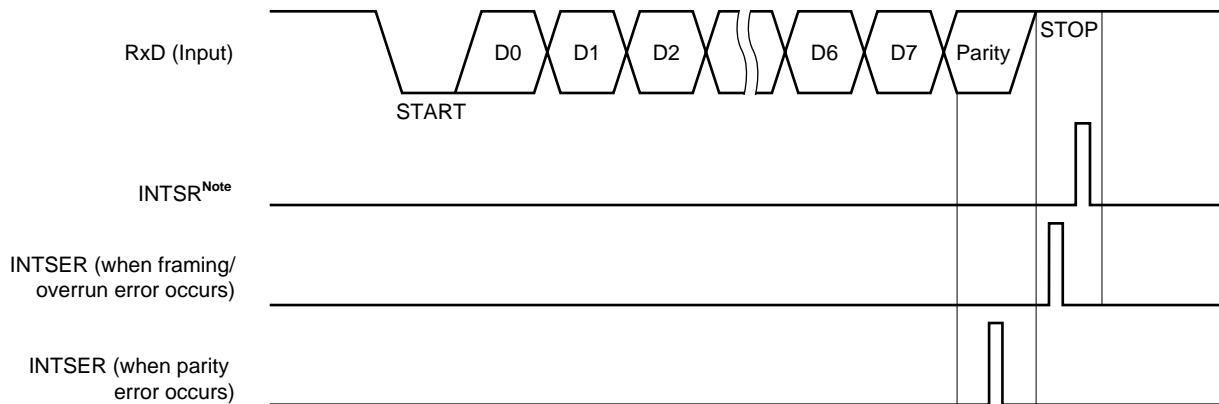 RxD (Input)
D0
D1
D2
D6
D7
Parity
STOP
START
INTSRNote
INTSER (when framing/
overrun error occurs)
INTSER (when parity
error occurs)